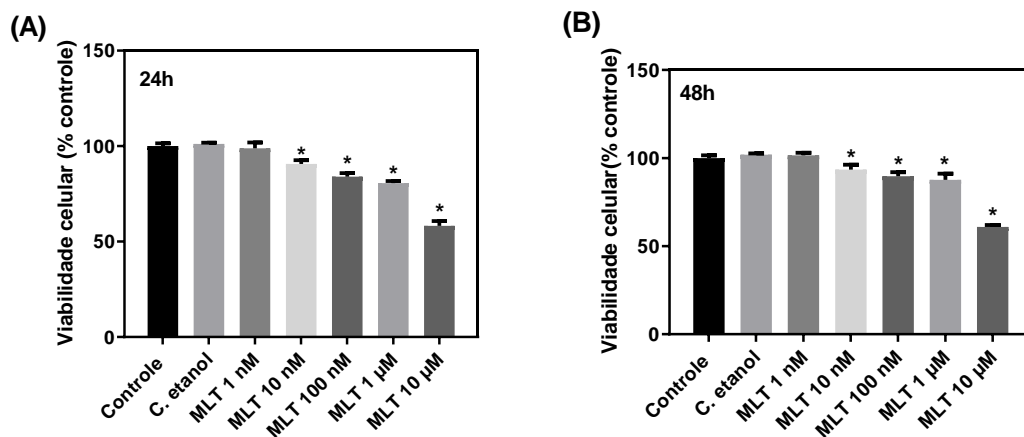 (A)
Viabilidade celular (% controle)
150
100
50
0
24h
*
*
*
*
Controle
C. etanol
MLT 1 nM
MLT 10 nM
MLT 100 nM
MLT 1 µM
MLT 10 µM
(B)
Viabilidade celular(% controle)
150
100
50
0
48h
*
*
*
*
Controle
C. etanol
MLT 1 nM
MLT 10 nM
MLT 100 nM
MLT 1 µM
MLT 10 µM